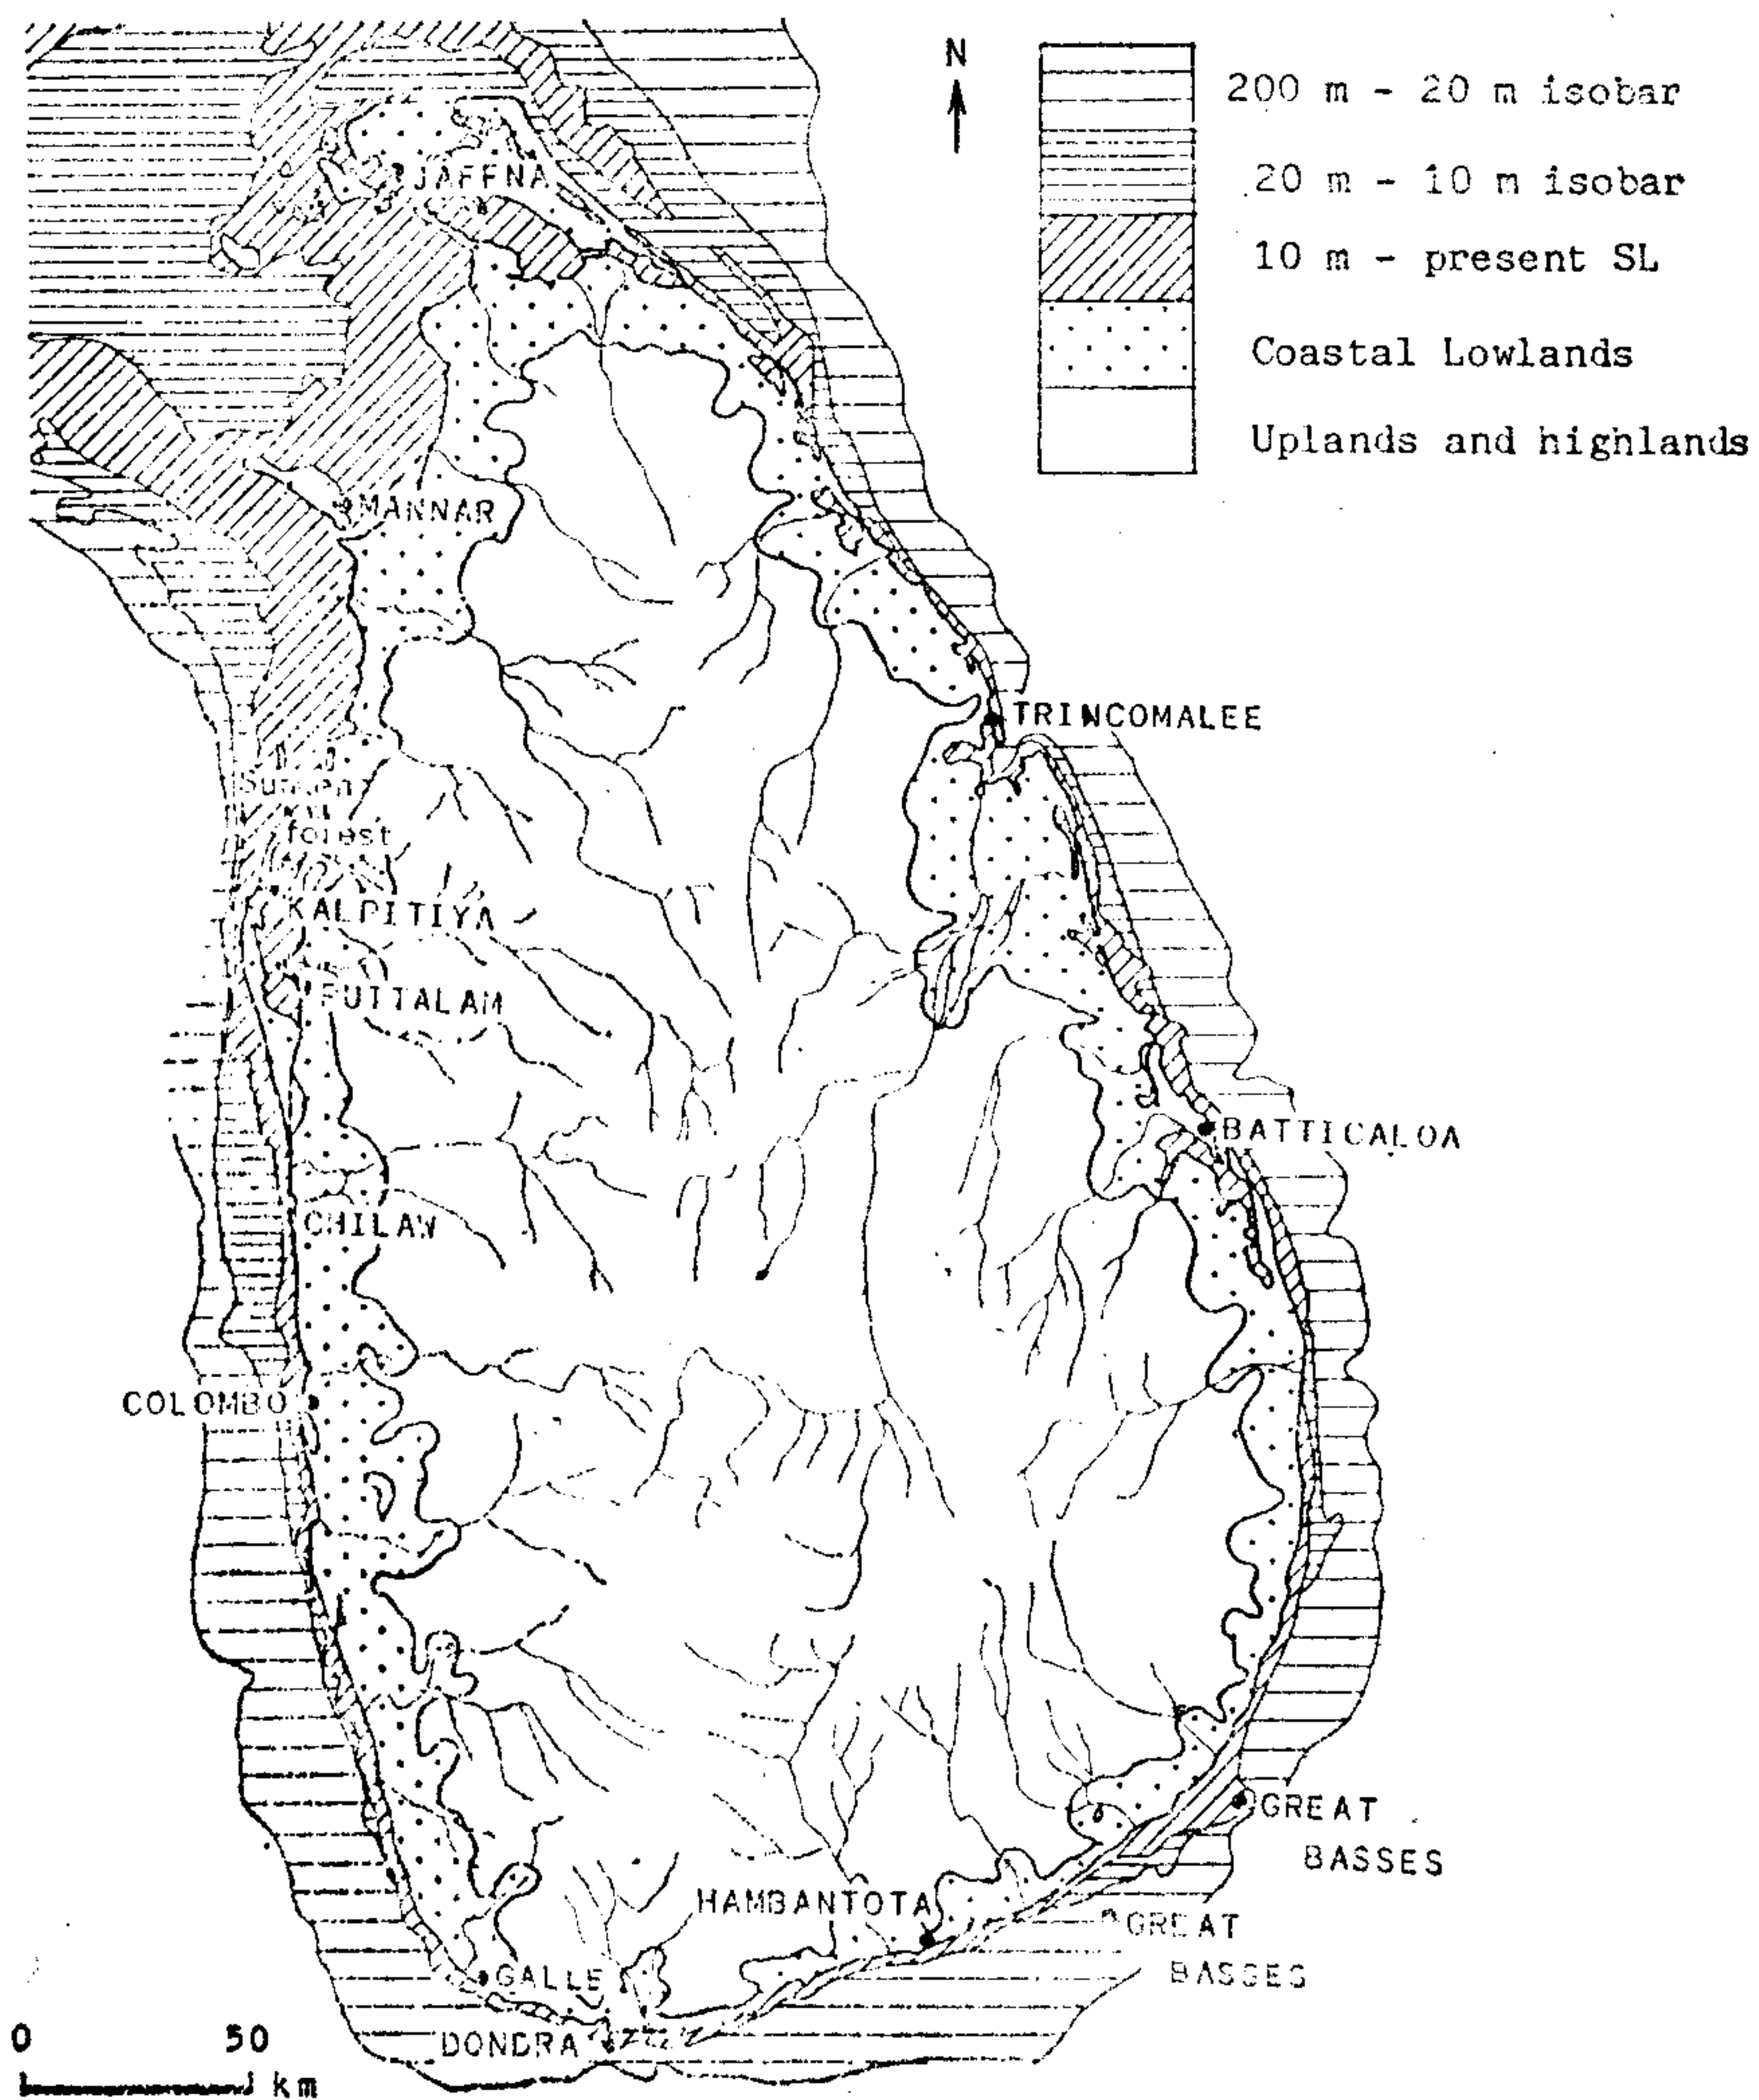 N
200 m - 20 m isobar
20 m - 10 m isobar
10 m - present SL
Coastal Lowlands
Uplands and highlands
JAFFNA
MANNAR
TRINCOMALEE
Sunken
forest
KALPITIYA
PUTTALAM
BATTICALOA
CHILAW
COLOMBO
GREAT
BASSES
HAMBANTOTA
GREAT
BASSES
GALLE
DONDRA
0 50
km